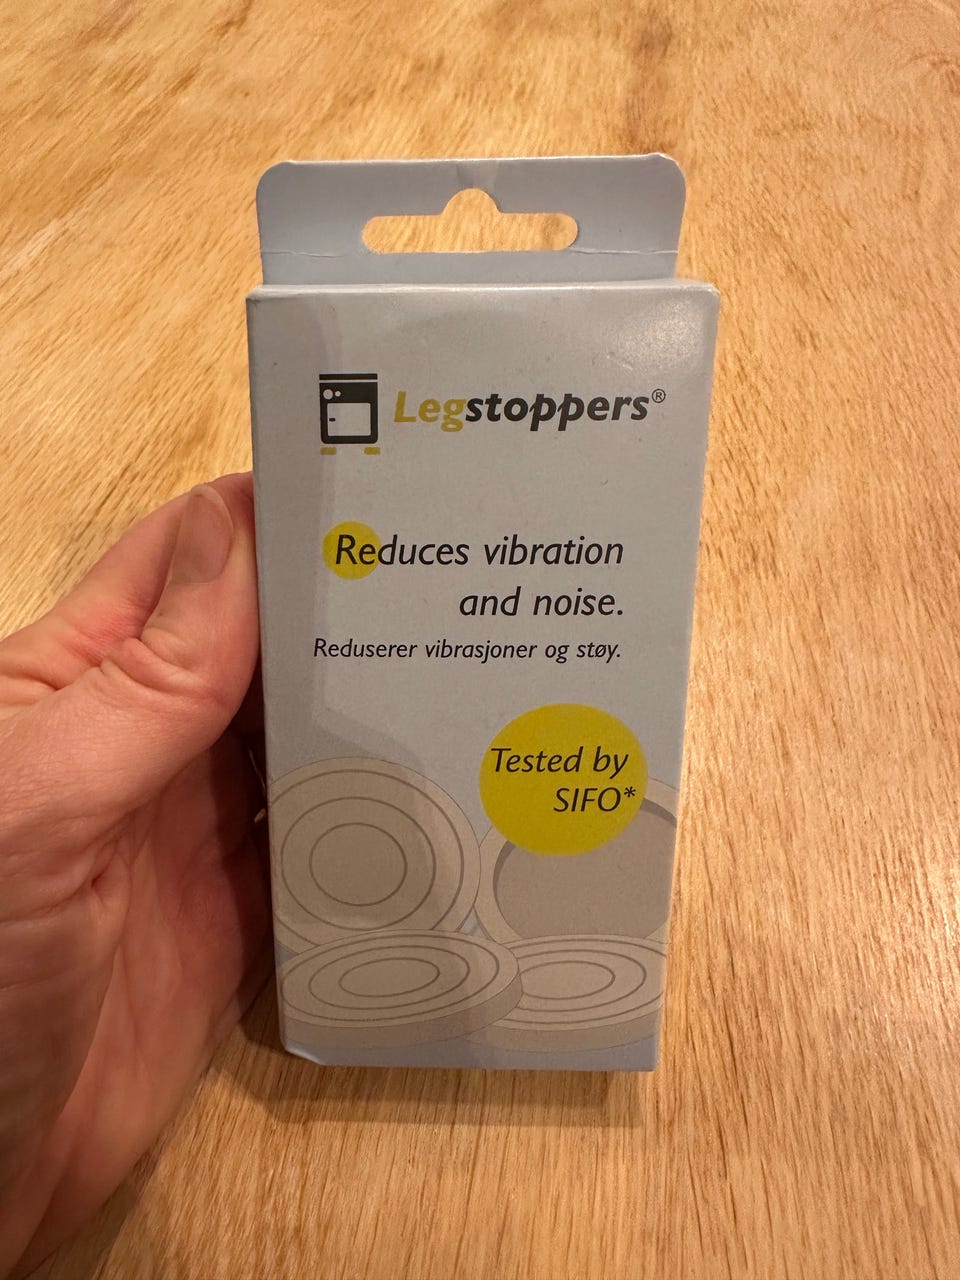 Legstoppers®
Reduces vibration
and noise.
Reduserer vibrasjoner og støy.
Tested by
SIFO*